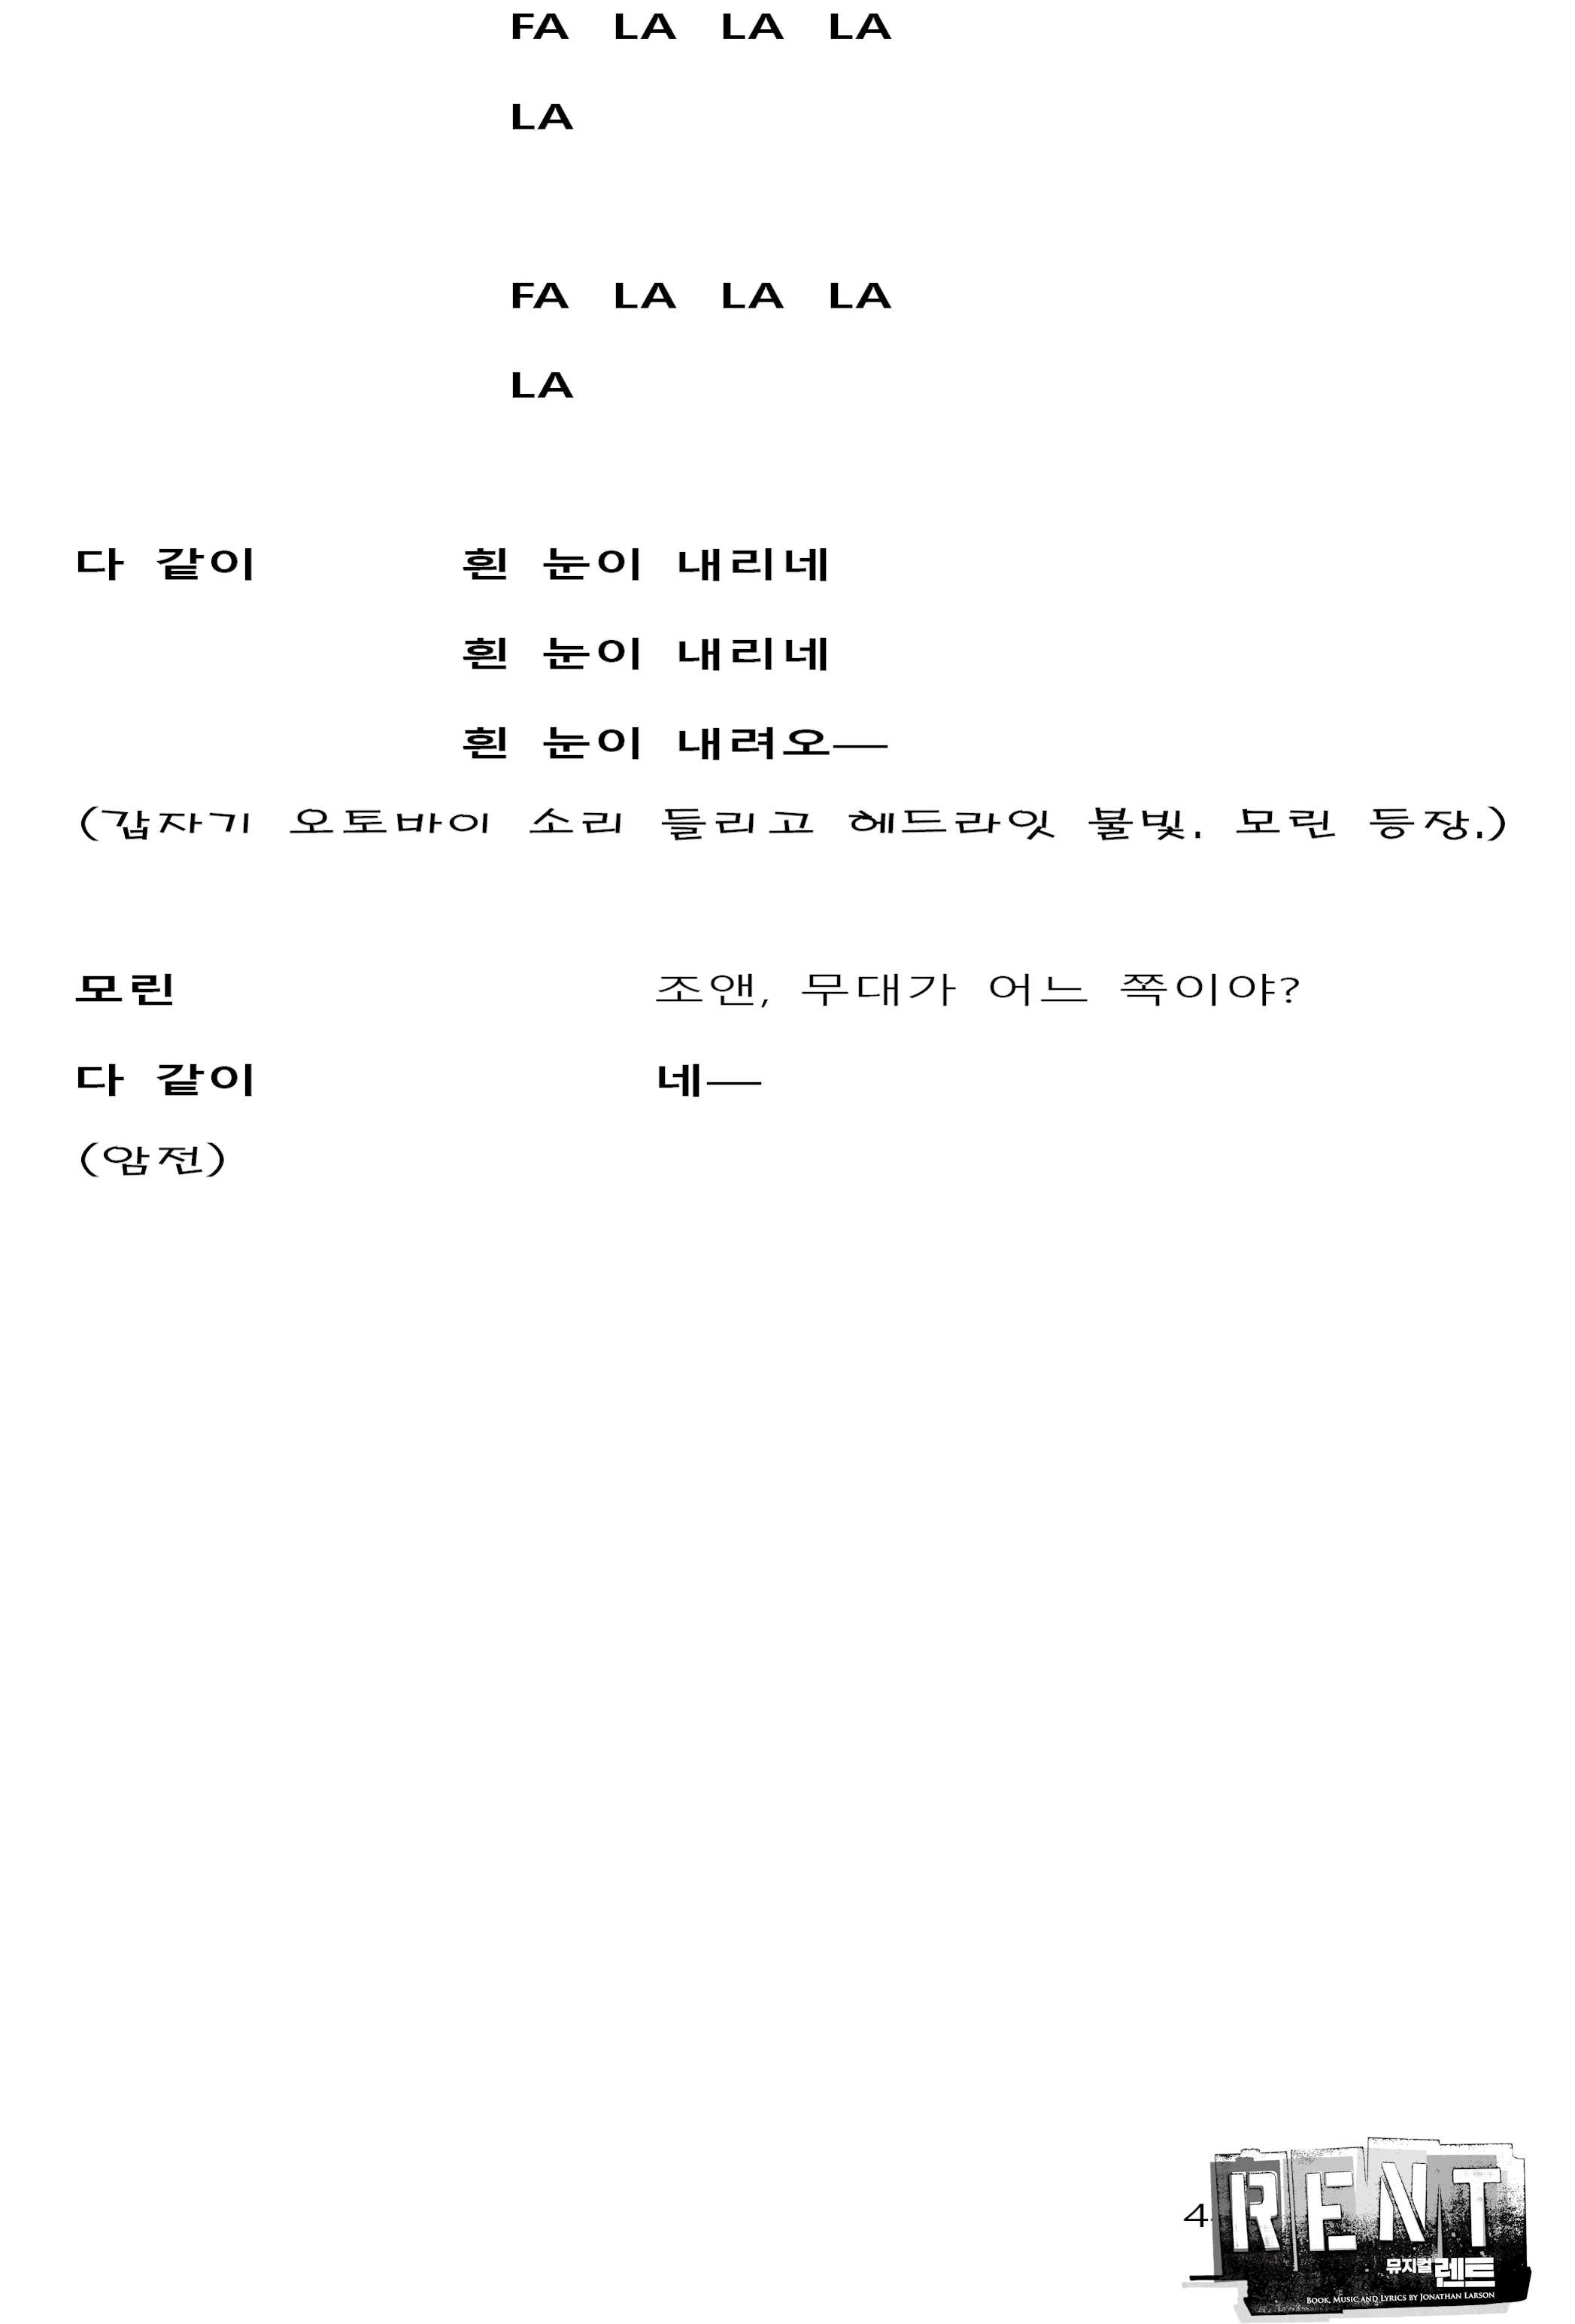 FA LA LA LA
LA
FA LA LA LA
LA
다 같이 흰 눈이 내리네
흰 눈이 내리네
흰 눈이 내려오—
(갑자기 오토바이 소리 들리고 헤드라잇 불빛. 모린 등장.)
모린 조앤, 무대가 어느 쪽이야?
다 같이 네—
(암전)
RENT
뮤지컬 렌트
BOOK, MUSIC AND LYRICS BY JONATHAN LARSON